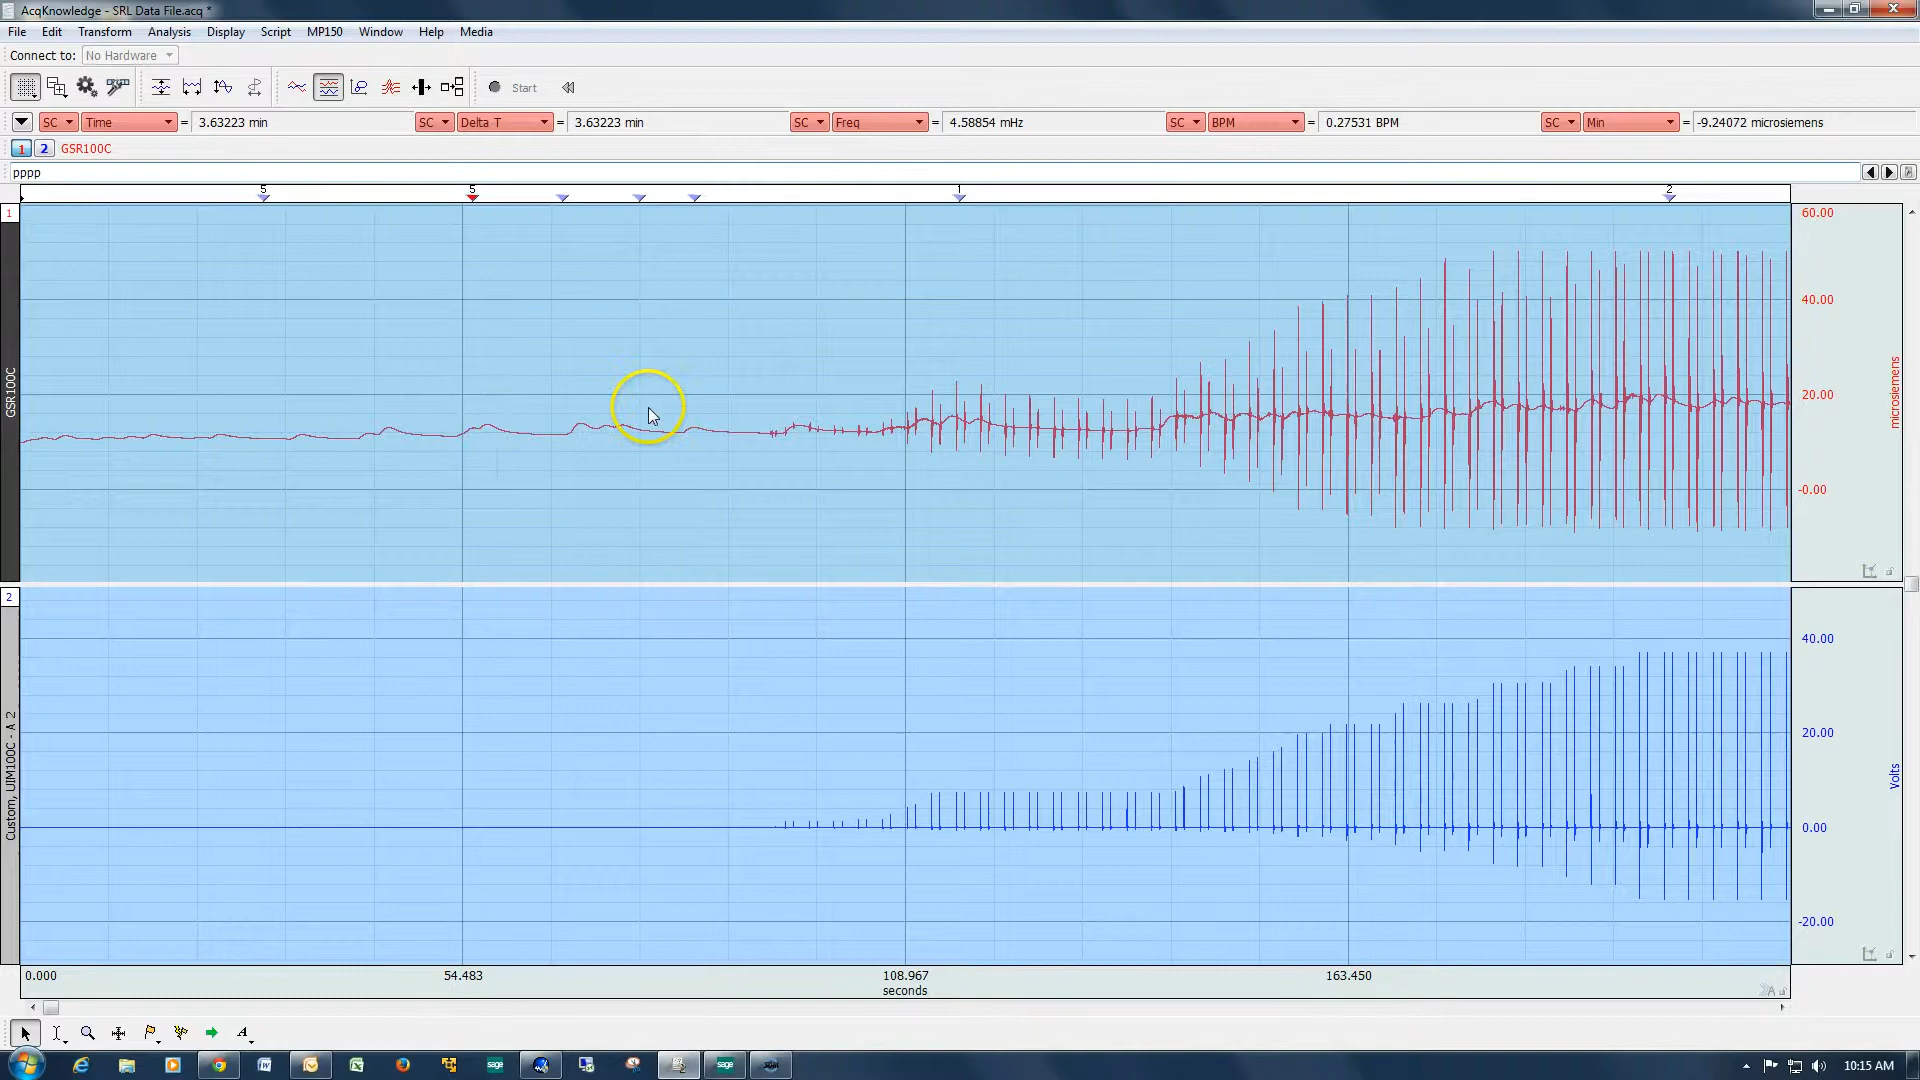 AcqKnowledge - SRL Data File.acq *
File Edit Transform Analysis Display Script MP150 Window Help Media
Connect to: No Hardware
Start
SC Time = 3.63223 min SC Delta T = 3.63223 min SC Freq = 4.58854 mHz SC BPM = 0.27531 BPM SC Min = -9.24072 microsiemens
1 2 GSR100C
pppp
5 5 1 2
1
60.00
40.00
20.00
-0.00
GSR100C
microsiemens
2
40.00
20.00
0.00
-20.00
Custom, UIM100C - A 2
Volts
0.000 54.483 108.967 163.450
seconds
10:15 AM